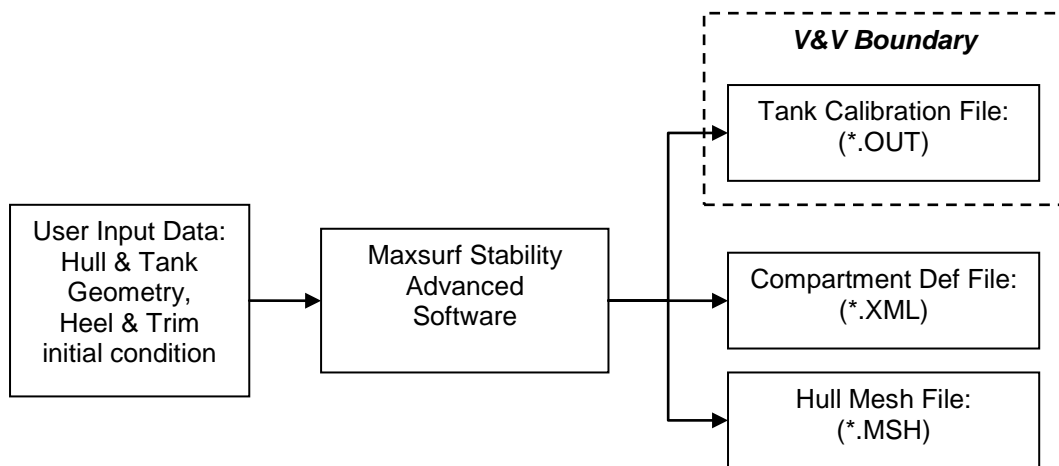 V&V Boundary
Tank Calibration File:
(*.OUT)
User Input Data:
Hull & Tank
Geometry,
Heel & Trim
initial condition
Maxsurf Stability
Advanced
Software
Compartment Def File:
(*.XML)
Hull Mesh File:
(*.MSH)